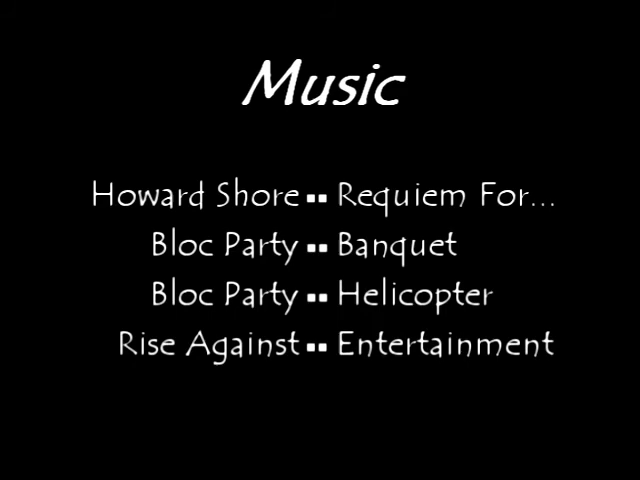 Music
Howard Shore ▪▪ Requiem For...
Bloc Party ▪▪ Banquet
Bloc Party ▪▪ Helicopter
Rise Against ▪▪ Entertainment